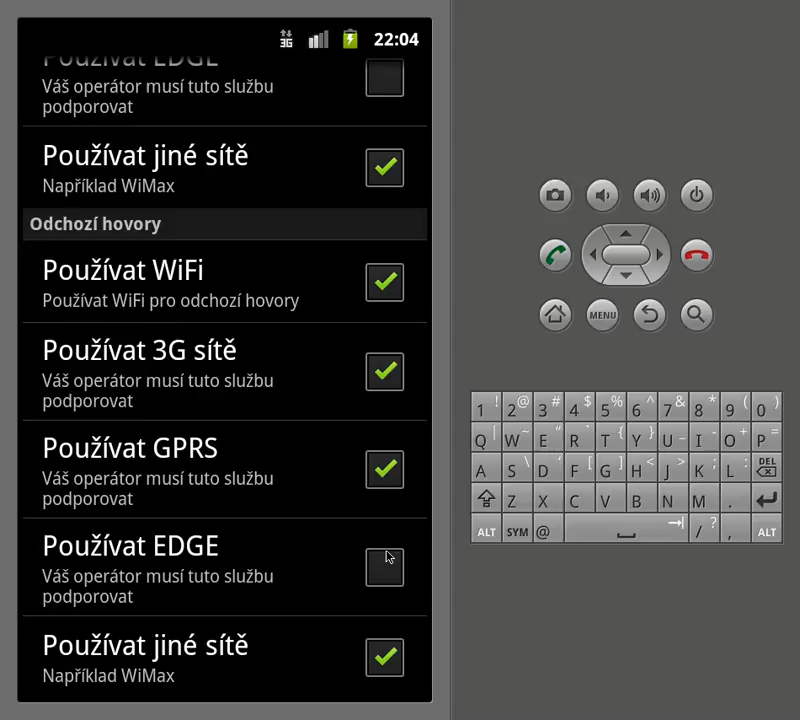 3G 22:04
Používat EDGE
Váš operátor musí tuto službu
podporovat
Používat jiné sítě
Například WiMax
Odchozí hovory
Používat WiFi
Používat WiFi pro odchozí hovory
Používat 3G sítě
Váš operátor musí tuto službu
podporovat
Používat GPRS
Váš operátor musí tuto službu
podporovat
Používat EDGE
Váš operátor musí tuto službu
podporovat
Používat jiné sítě
Například WiMax
MENU
1 ! 2 @ 3 # 4 $ 5 % 6 ^ 7 & 8 * 9 ( 0 )
Q | W ~ E " R ` T { Y } U _ I - O + P =
A S \ D ' F [ G ] H < J > K ; L : DEL
Z X C V B N M .
ALT SYM @ / ? , ALT